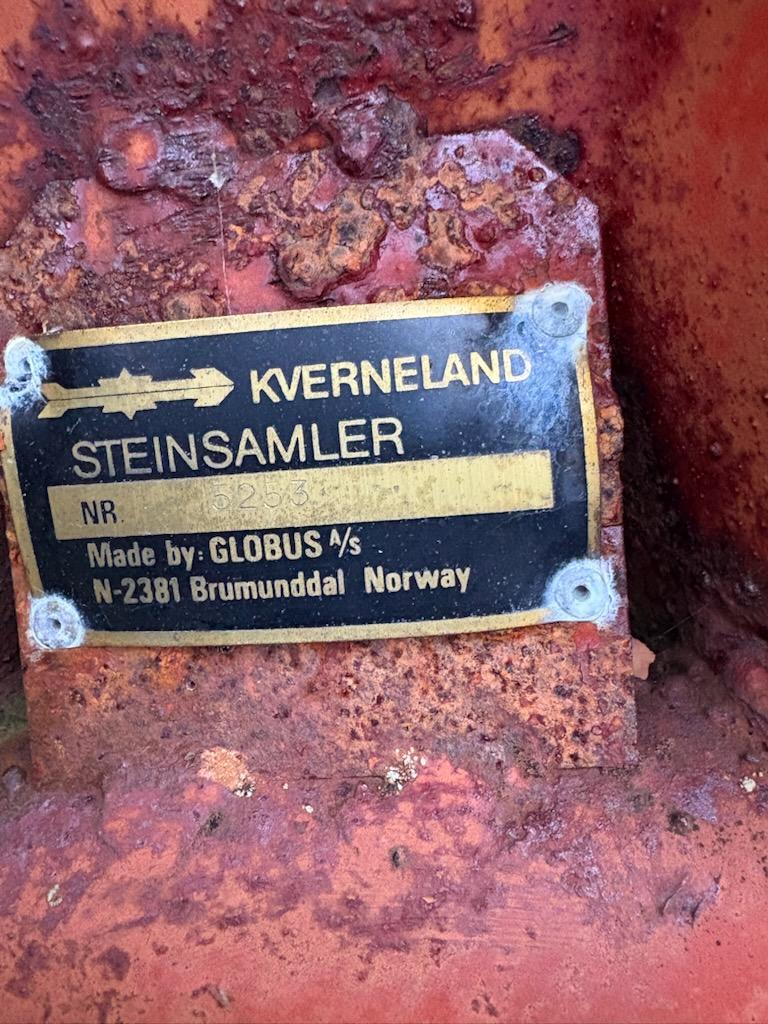 KVERNELAND
STEINSAMLER
NR. 5253
Made by: GLOBUS A/s
N-2381 Brumunddal Norway